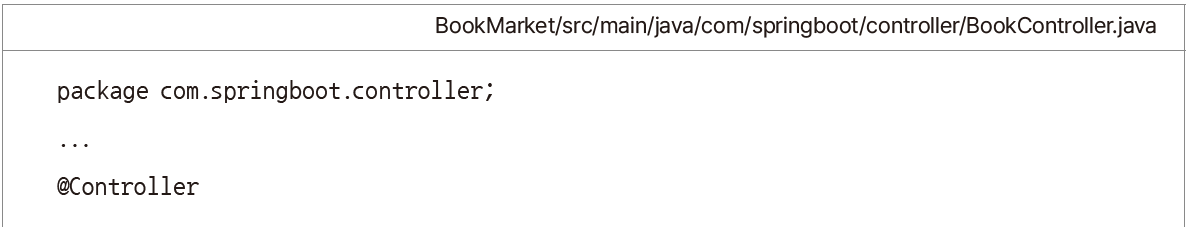 BookMarket/src/main/java/com/springboot/controller/BookController.java
package com.springboot.controller;
...
@Controller